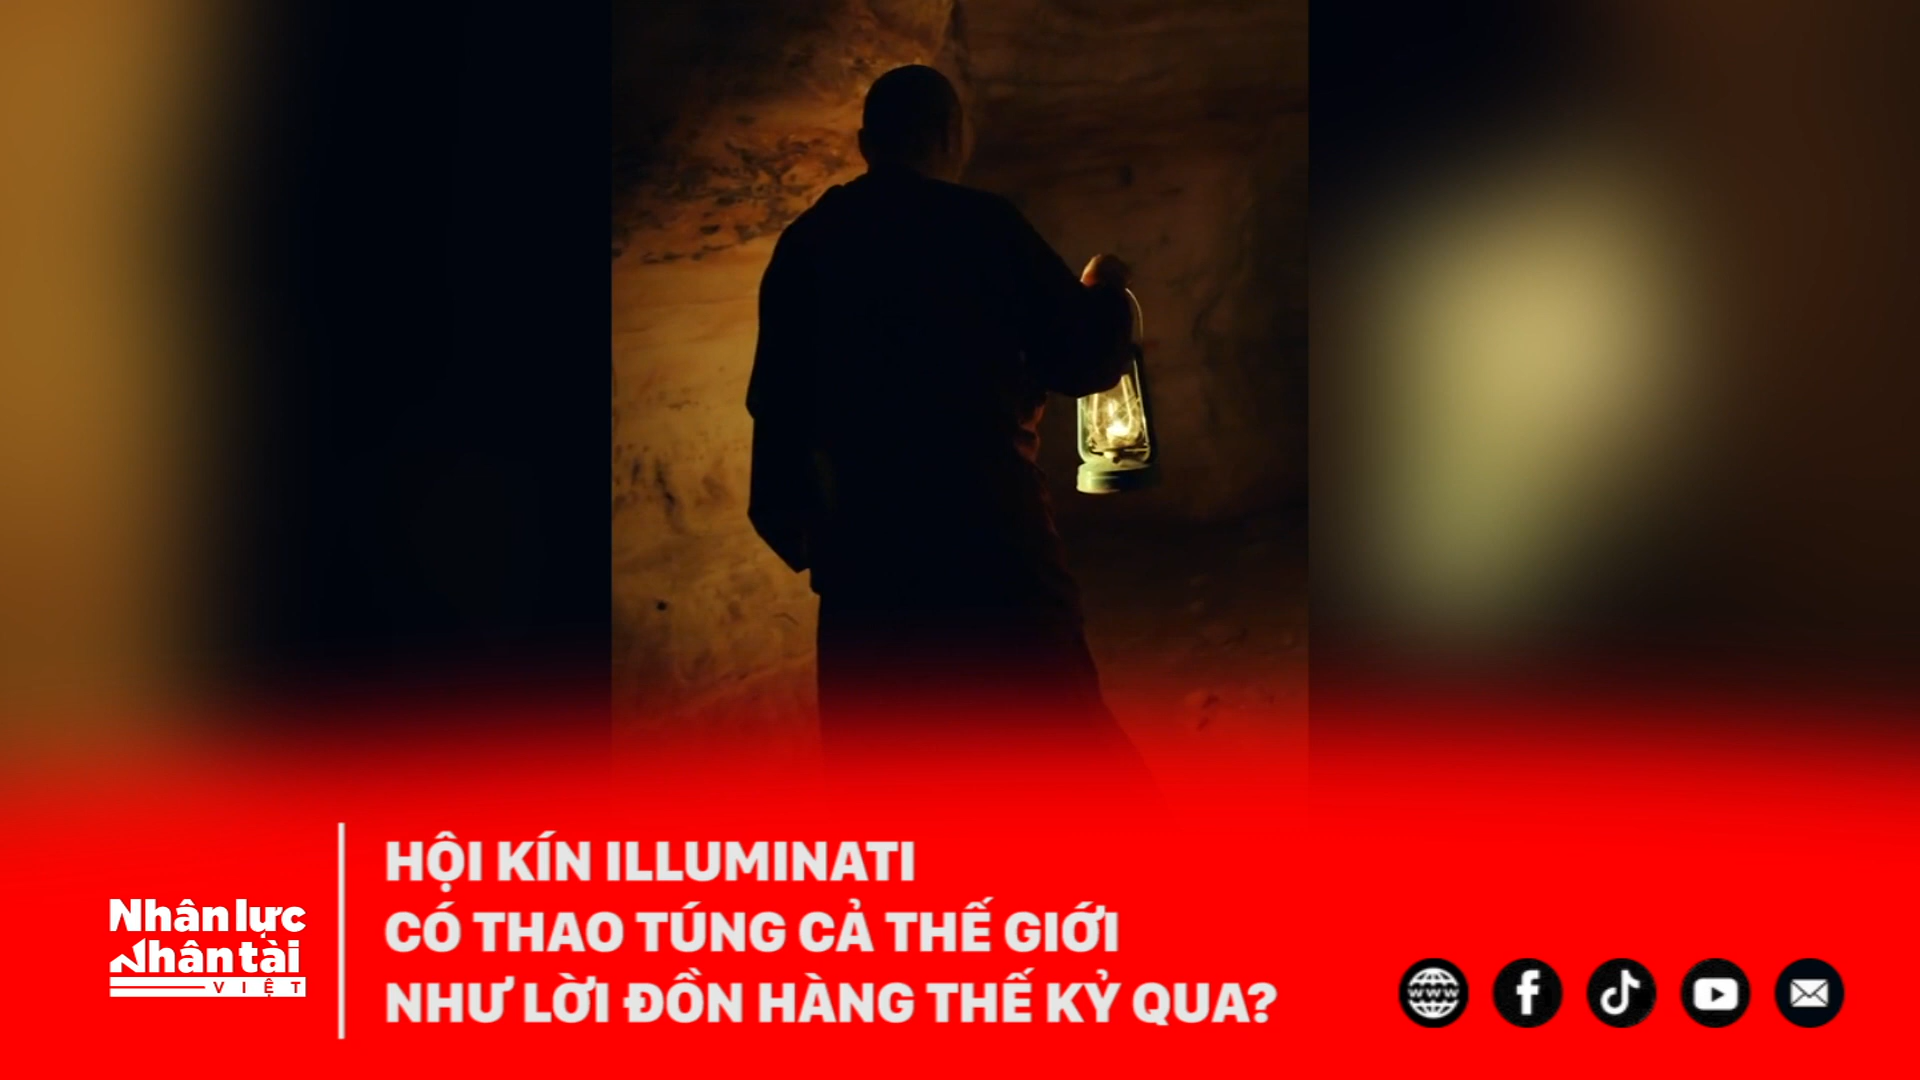 HỘI KÍN ILLUMINATI
CÓ THAO TÚNG CẢ THẾ GIỚI
NHƯ LỜI ĐỒN HÀNG THẾ KỶ QUA?
Nhân lực
Nhân tài
VIỆT
WWW